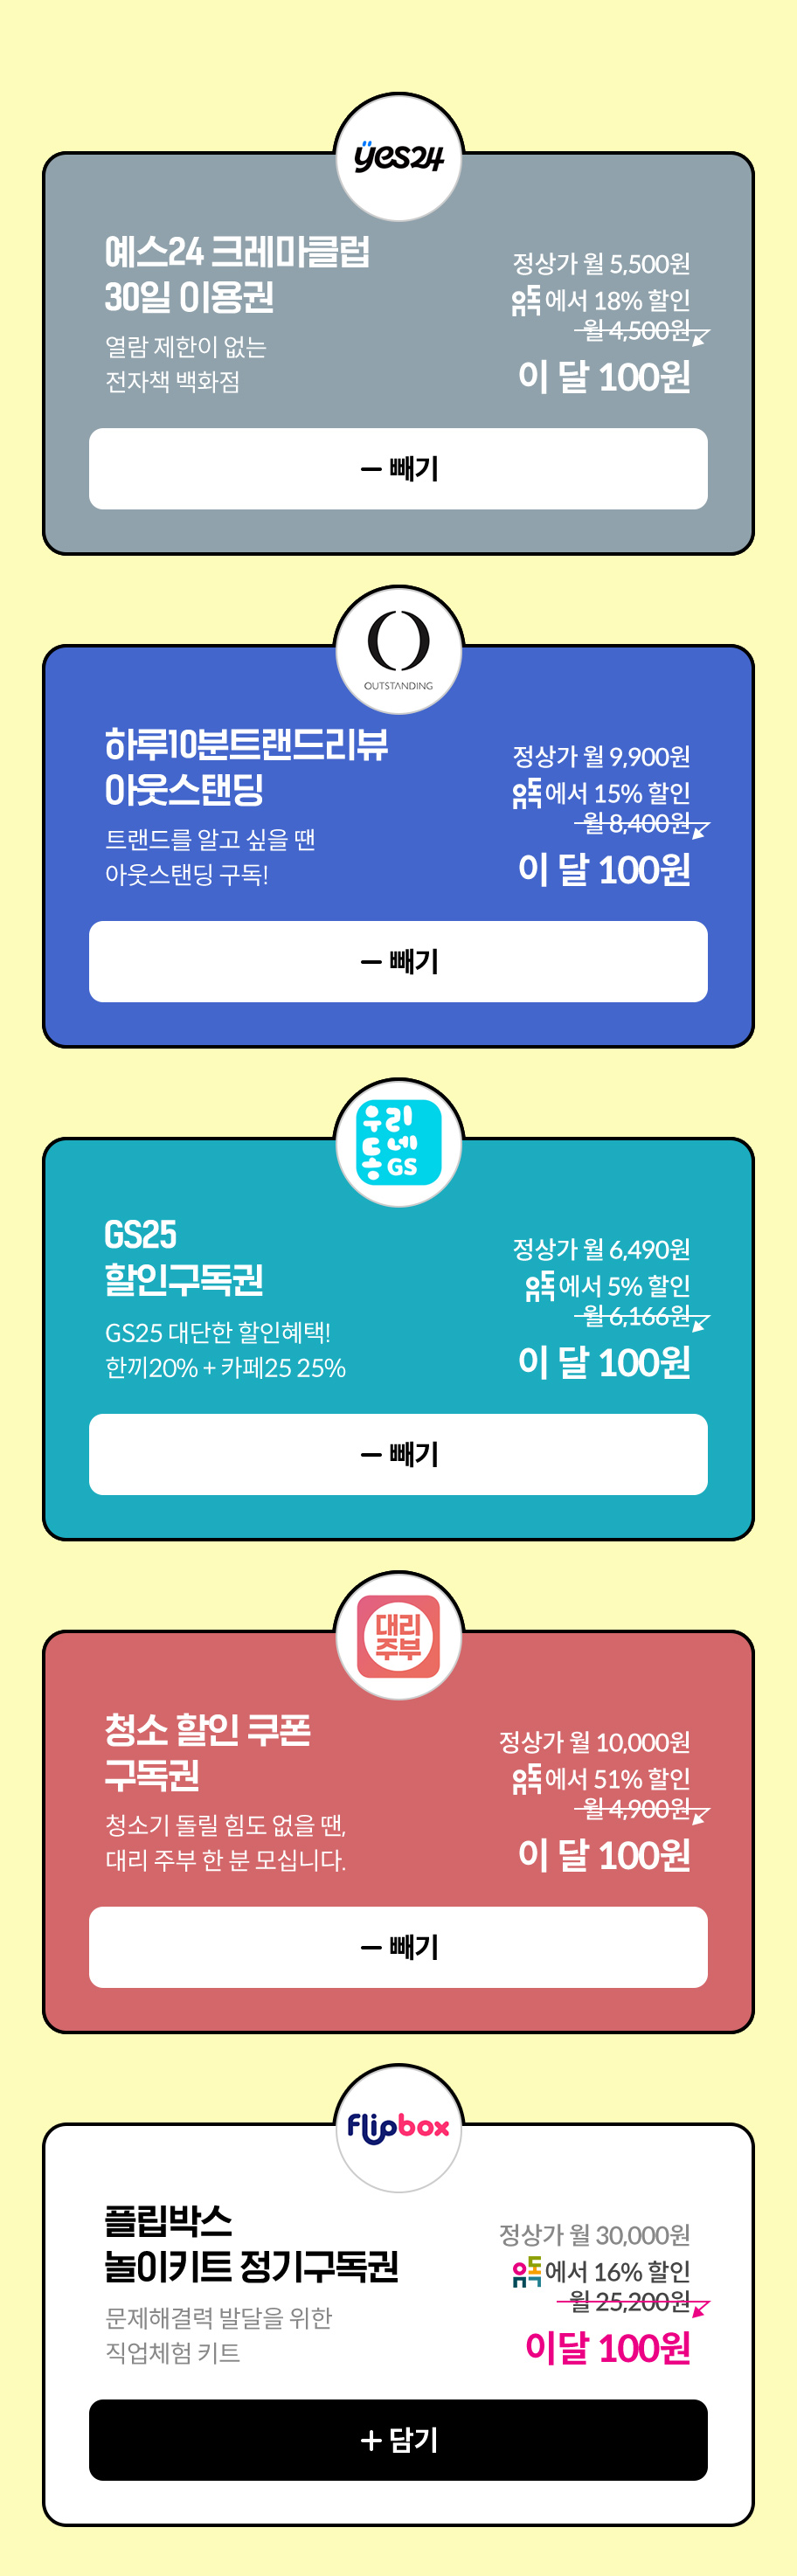 yes24
예스24 크레마클럽
30일 이용권
열람 제한이 없는
전자책 백화점
정상가 월 5,500원
유독에서 18% 할인
월 4,500원
이 달 100원
− 빼기
OUTSTANDING
하루10분트랜드리뷰
아웃스탠딩
트랜드를 알고 싶을 땐
아웃스탠딩 구독!
정상가 월 9,900원
유독에서 15% 할인
월 8,400원
이 달 100원
− 빼기
우리
동네
GS
GS25
할인구독권
GS25 대단한 할인혜택!
한끼20% + 카페25 25%
정상가 월 6,490원
유독에서 5% 할인
월 6,166원
이 달 100원
− 빼기
대리
주부
청소 할인 쿠폰
구독권
청소기 돌릴 힘도 없을 땐,
대리 주부 한 분 모십니다.
정상가 월 10,000원
유독에서 51% 할인
월 4,900원
이 달 100원
− 빼기
Flipbox
플립박스
놀이키트 정기구독권
문제해결력 발달을 위한
직업체험 키트
정상가 월 30,000원
유독에서 16% 할인
월 25,200원
이달 100원
+ 담기